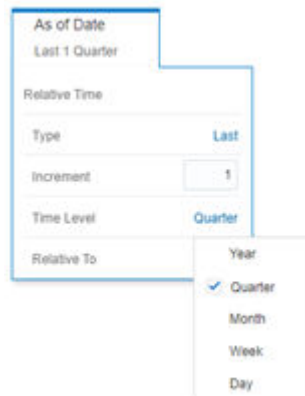 As of Date
Last 1 Quarter
Relative Time
Type Last
Increment 1
Time Level Quarter
Relative To
Year
Quarter
Month
Week
Day